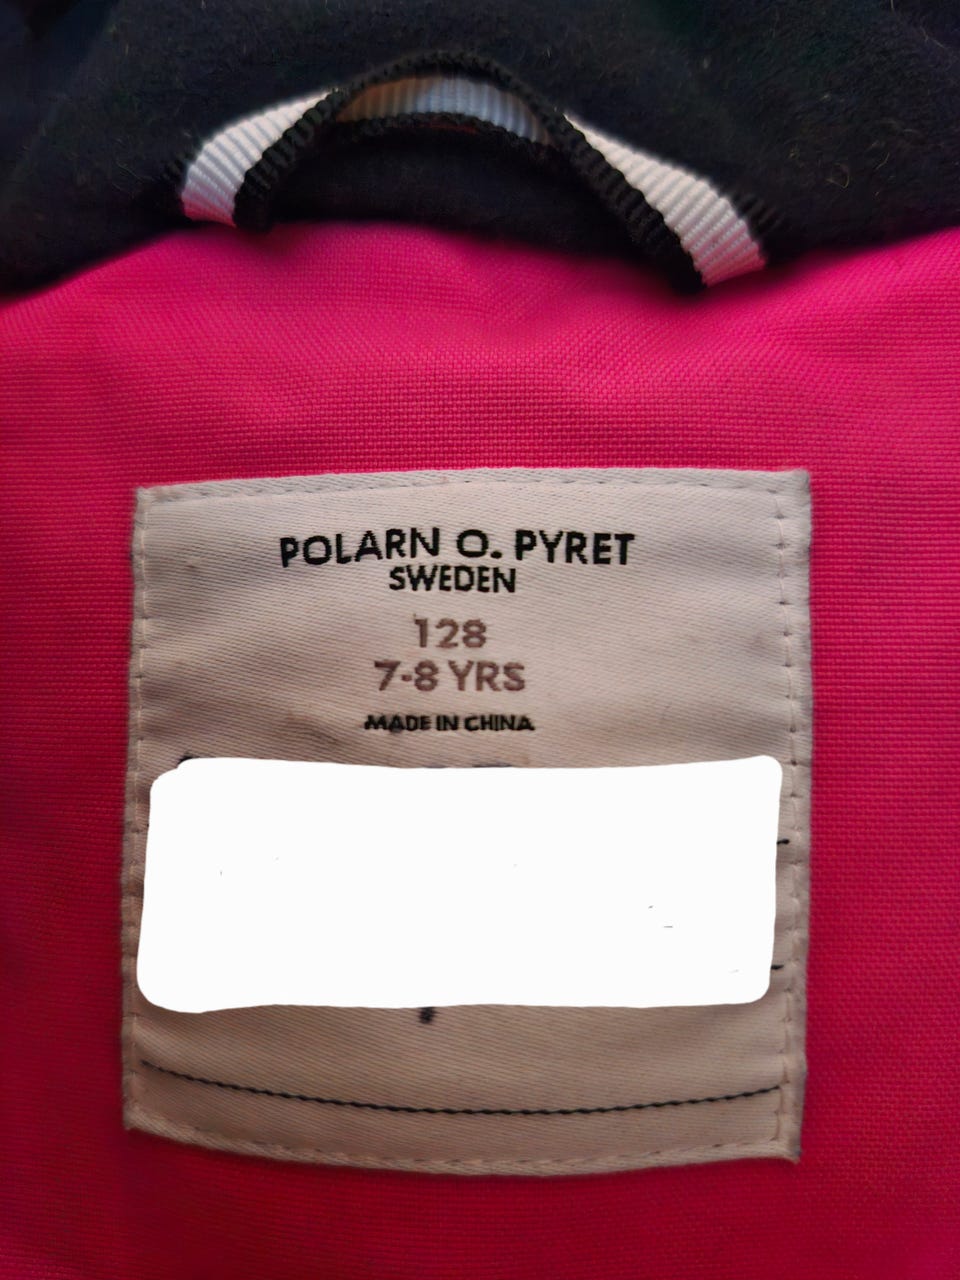 POLARN O. PYRET
SWEDEN
128
7-8 YRS
MADE IN CHINA